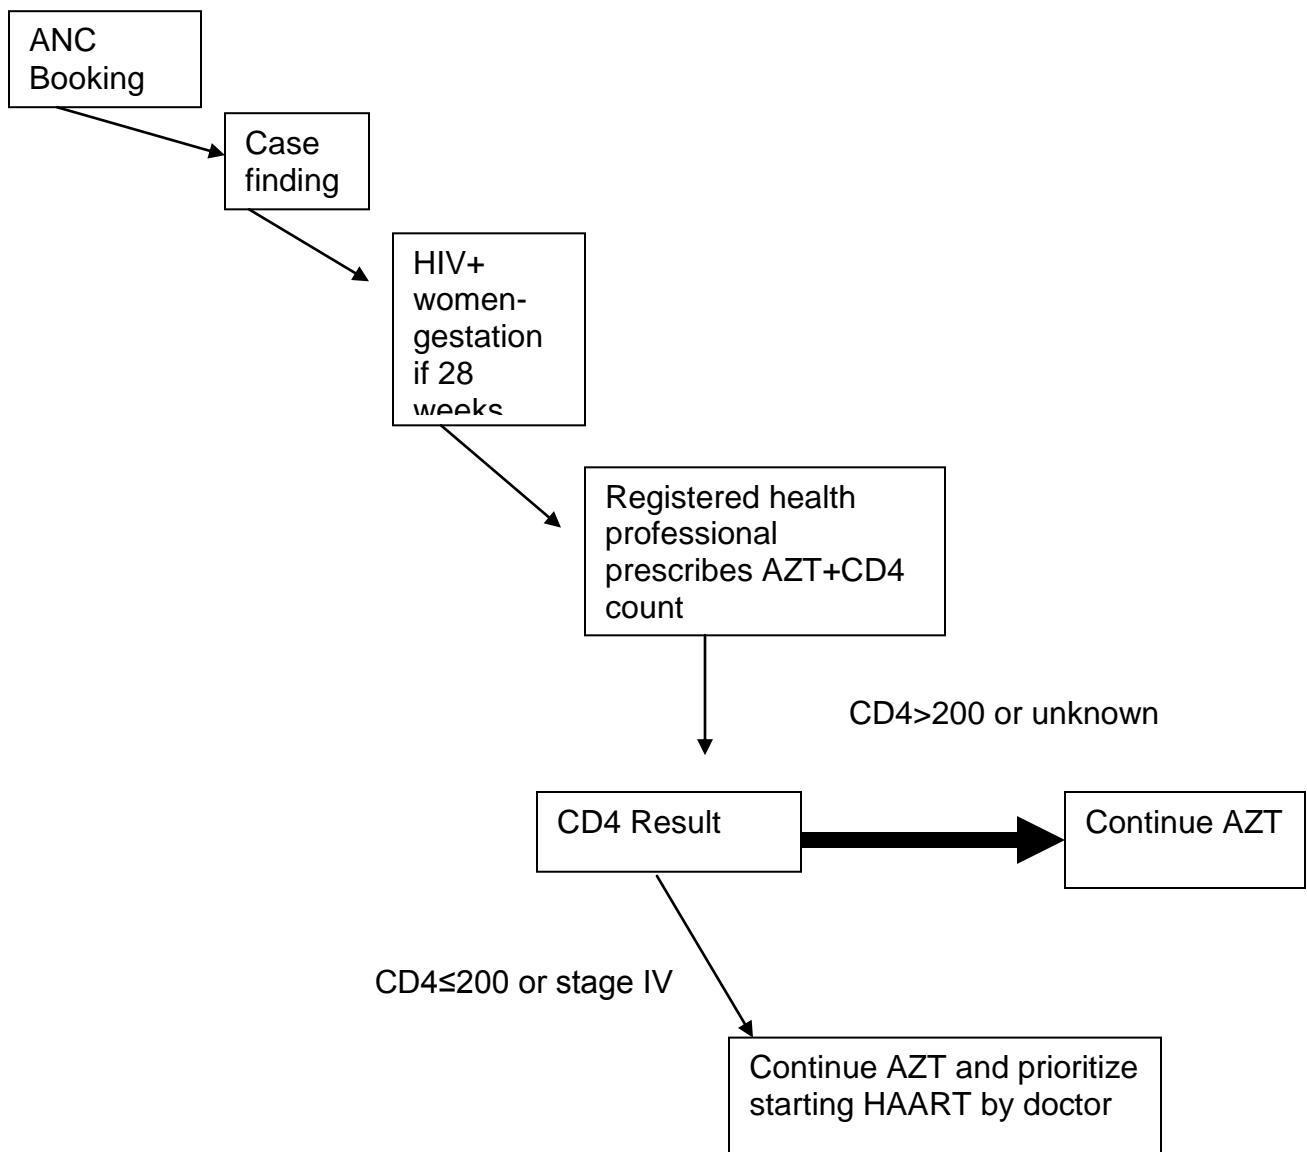 ANC
Booking
Case
finding
HIV+
women-
gestation
if 28
weeks
Registered health
professional
prescribes AZT+CD4
count
CD4>200 or unknown
CD4 Result
Continue AZT
CD4≤200 or stage IV
Continue AZT and prioritize
starting HAART by doctor